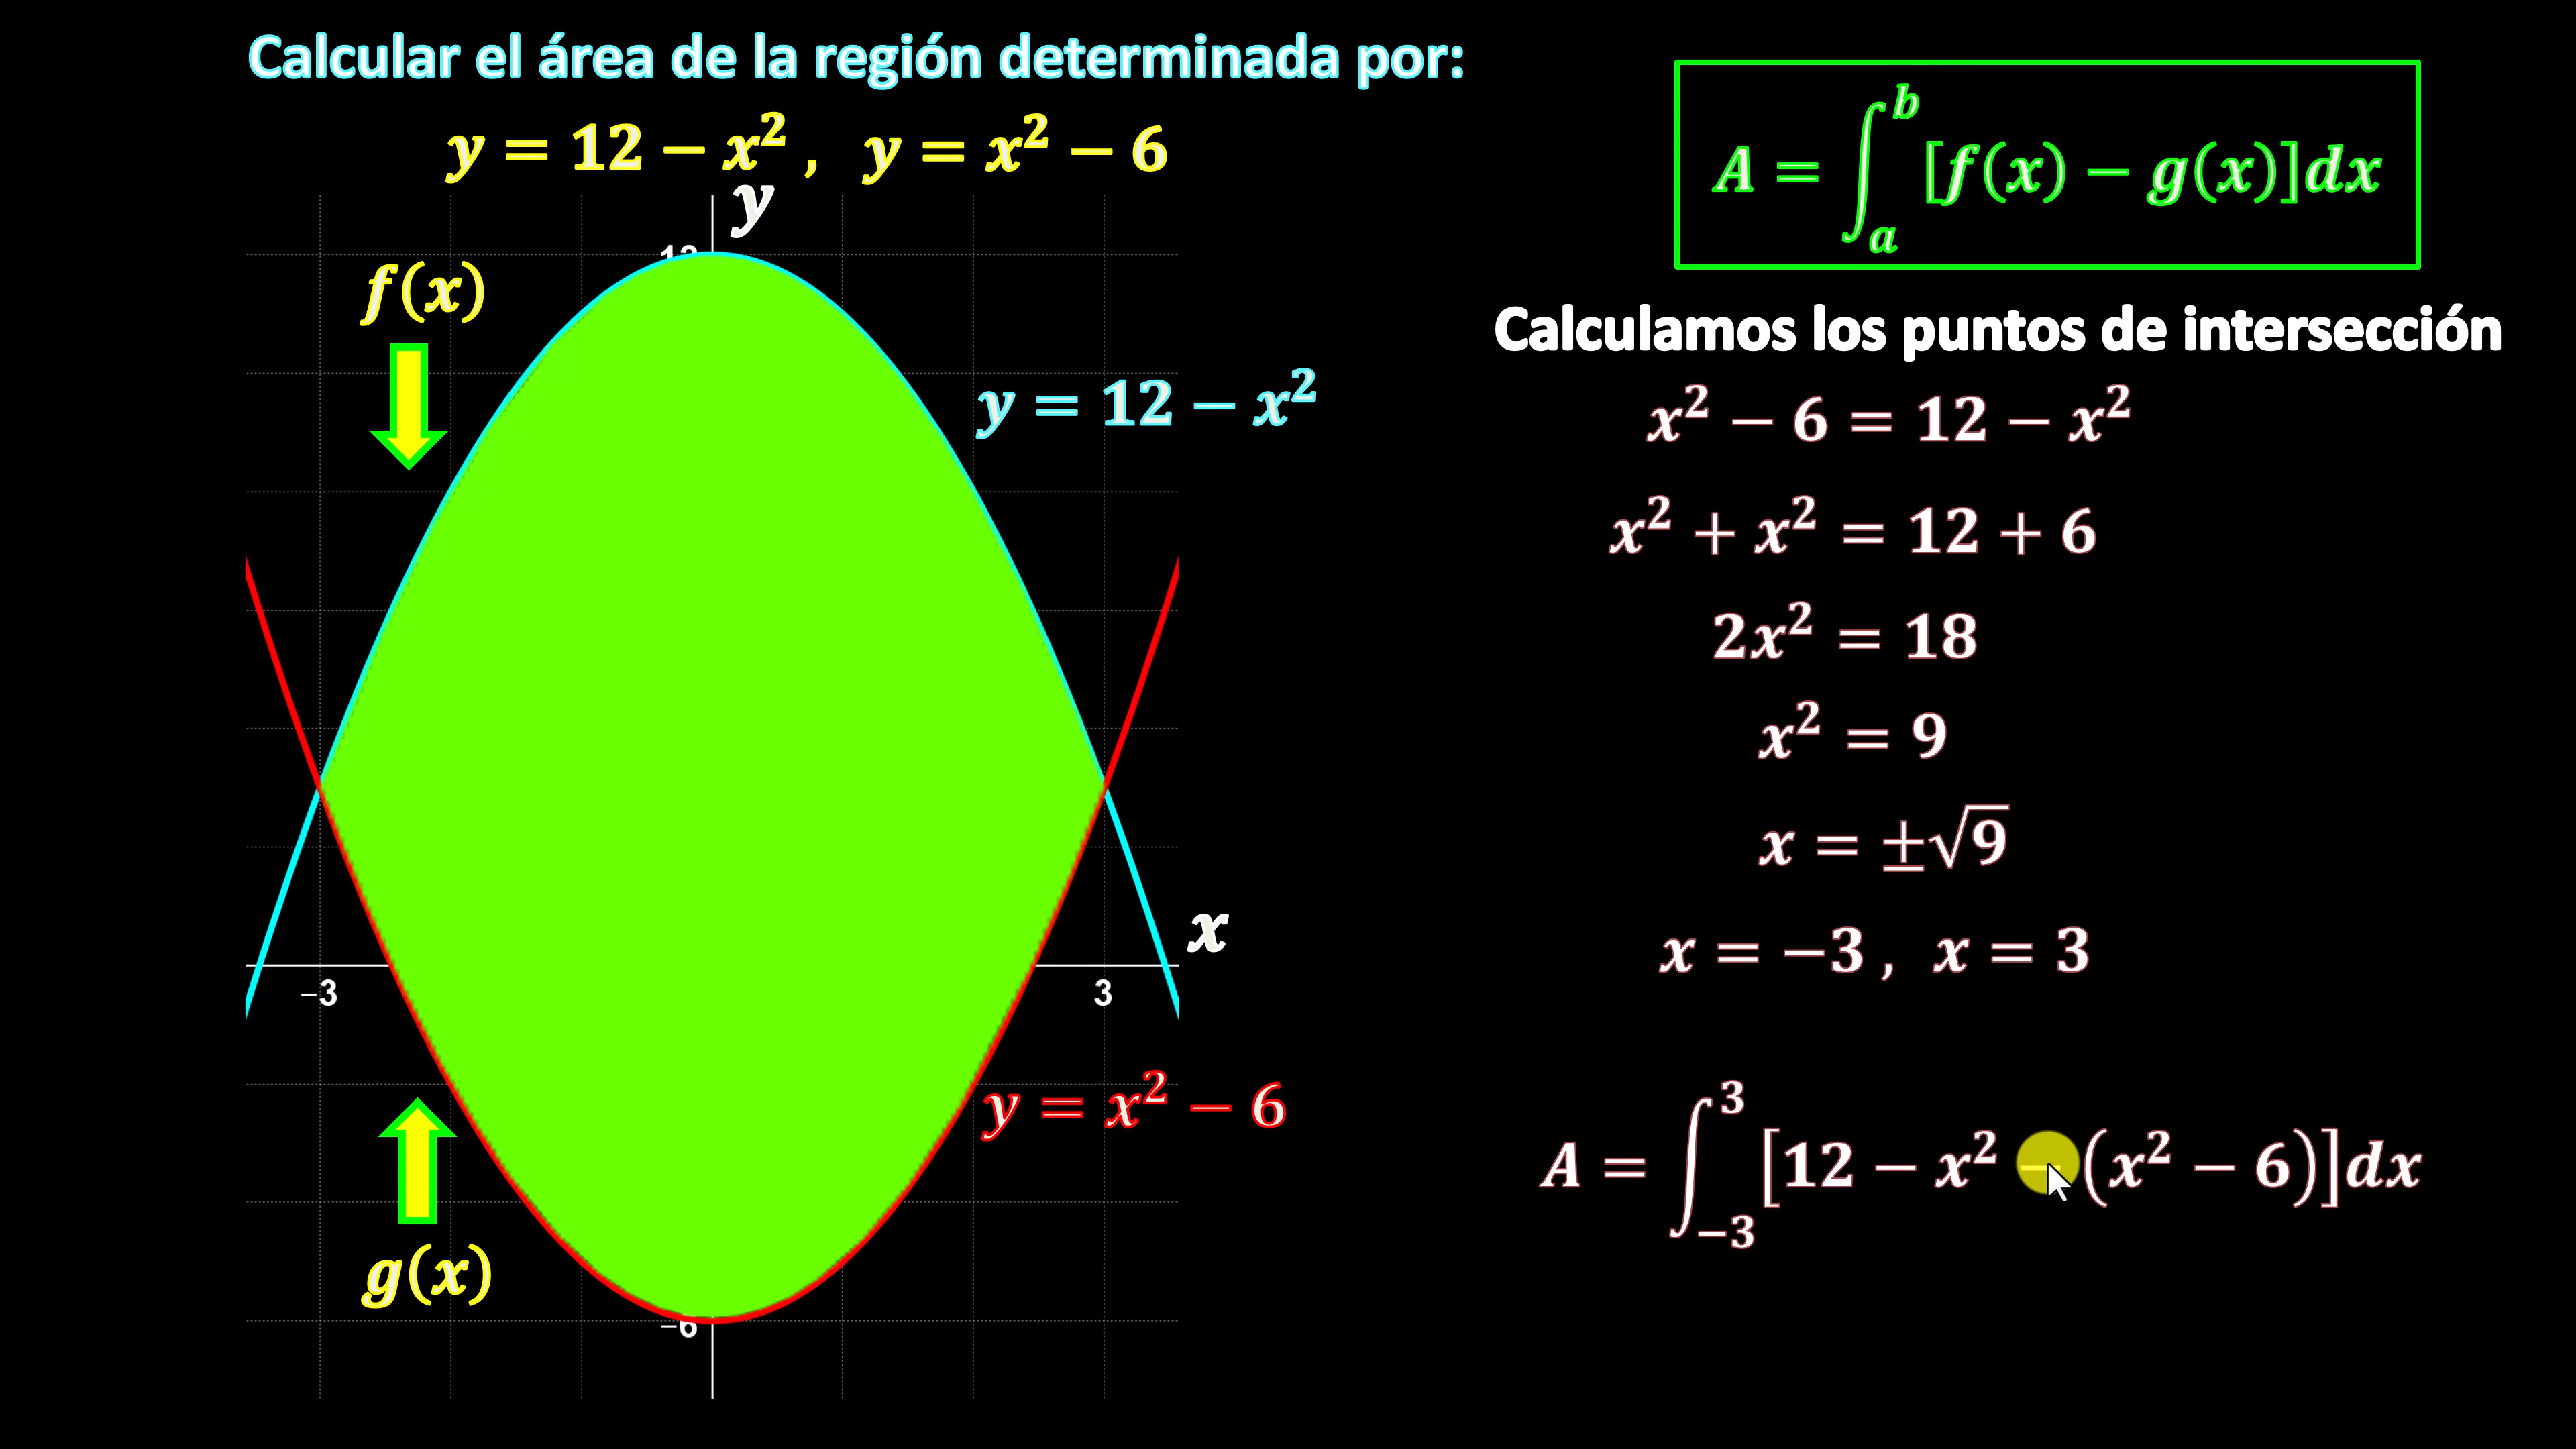 Calcular el área de la región determinada por:
y = 12 − x² , y = x² − 6
y
f(x)
y = 12 − x²
x
−3
3
y = x² − 6
g(x)
−6
A = ∫ₐᵇ [f(x) − g(x)]dx
Calculamos los puntos de intersección
x² − 6 = 12 − x²
x² + x² = 12 + 6
2x² = 18
x² = 9
x = ±√9
x = −3 , x = 3
A = ∫₋₃³ [12 − x² − (x² − 6)]dx